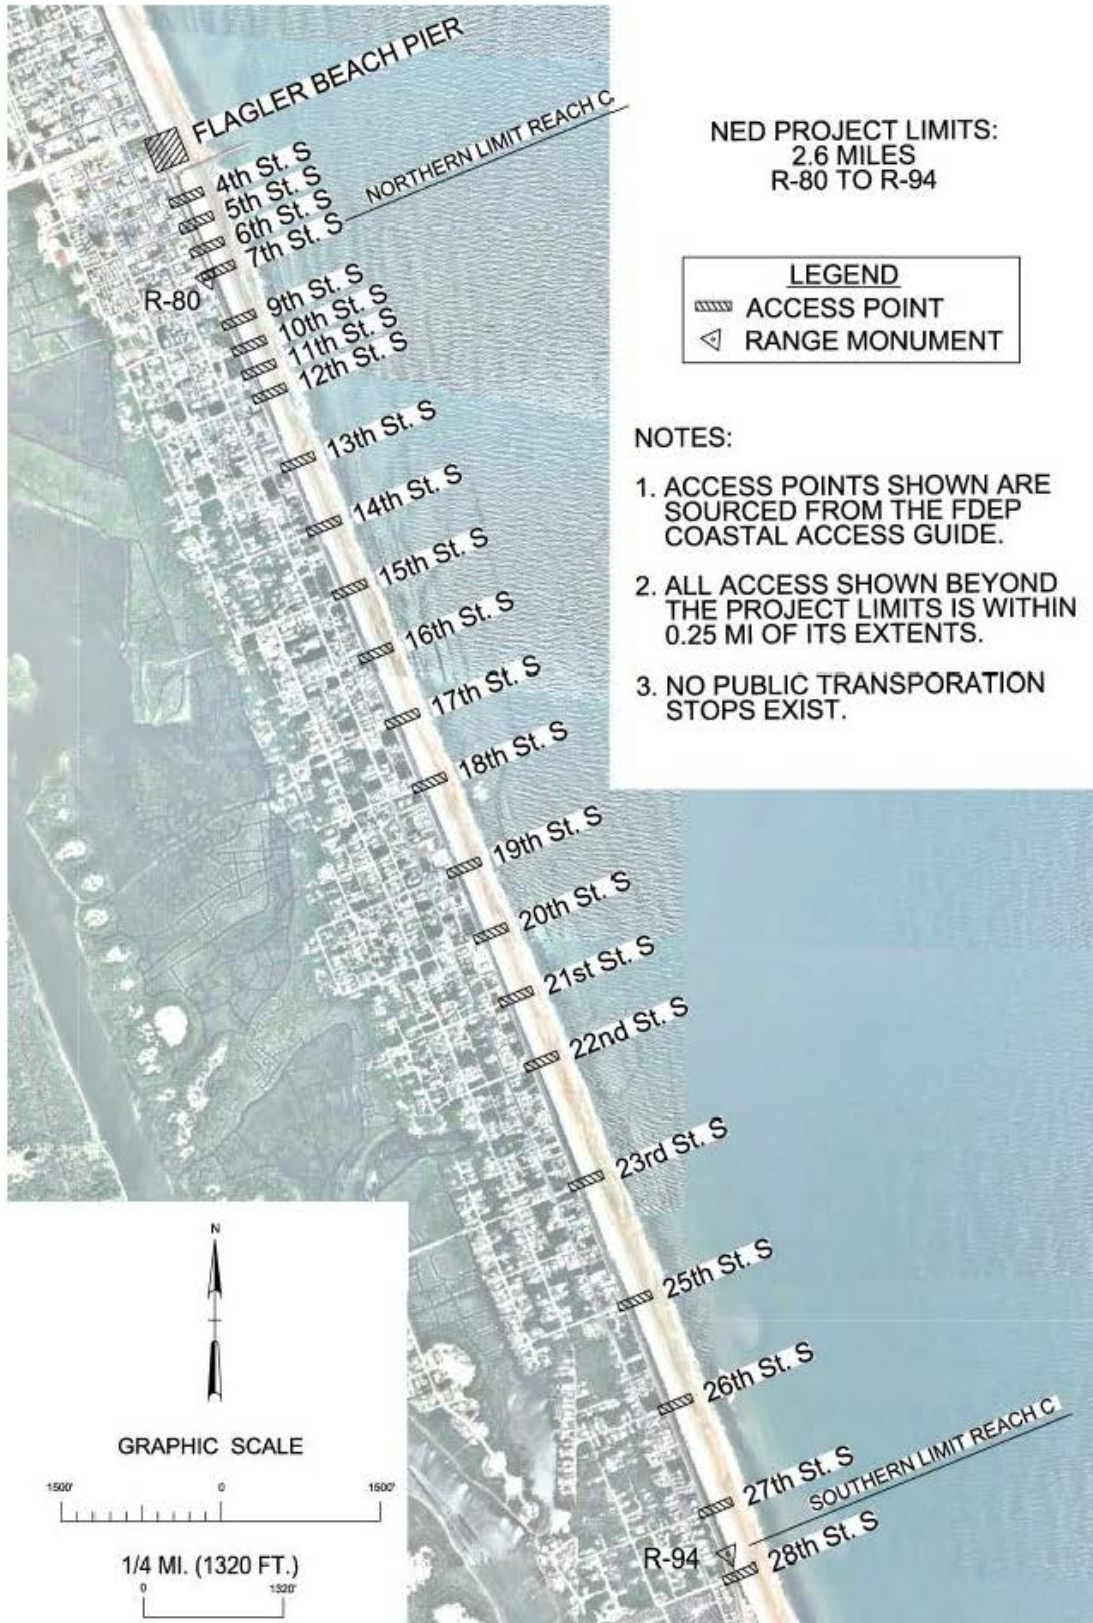 FLAGLER BEACH PIER
4th St. S
5th St. S
6th St. S
7th St. S
NORTHERN LIMIT REACH C
R-80
9th St. S
10th St. S
11th St. S
12th St. S
13th St. S
14th St. S
15th St. S
16th St. S
17th St. S
18th St. S
19th St. S
20th St. S
21st St. S
22nd St. S
23rd St. S
25th St. S
26th St. S
27th St. S
SOUTHERN LIMIT REACH C
R-94
28th St. S
NED PROJECT LIMITS:
2.6 MILES
R-80 TO R-94
LEGEND
ACCESS POINT
RANGE MONUMENT
NOTES:
1. ACCESS POINTS SHOWN ARE
SOURCED FROM THE FDEP
COASTAL ACCESS GUIDE.
2. ALL ACCESS SHOWN BEYOND
THE PROJECT LIMITS IS WITHIN
0.25 MI OF ITS EXTENTS.
3. NO PUBLIC TRANSPORATION
STOPS EXIST.
N
GRAPHIC SCALE
1500' 0 1500'
1/4 MI. (1320 FT.)
0 1320'